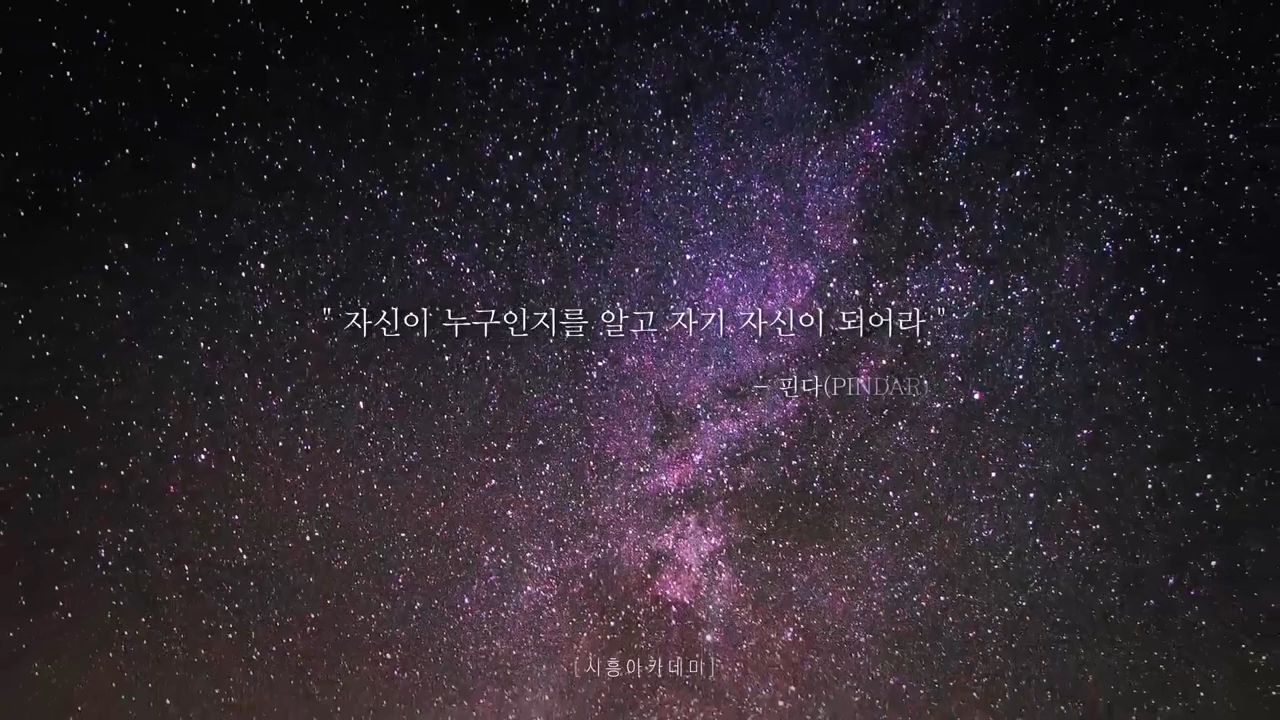 " 자신이 누구인지를 알고 자기 자신이 되어라 "
– 핀다(PINDAR)
[시흥아카데미]